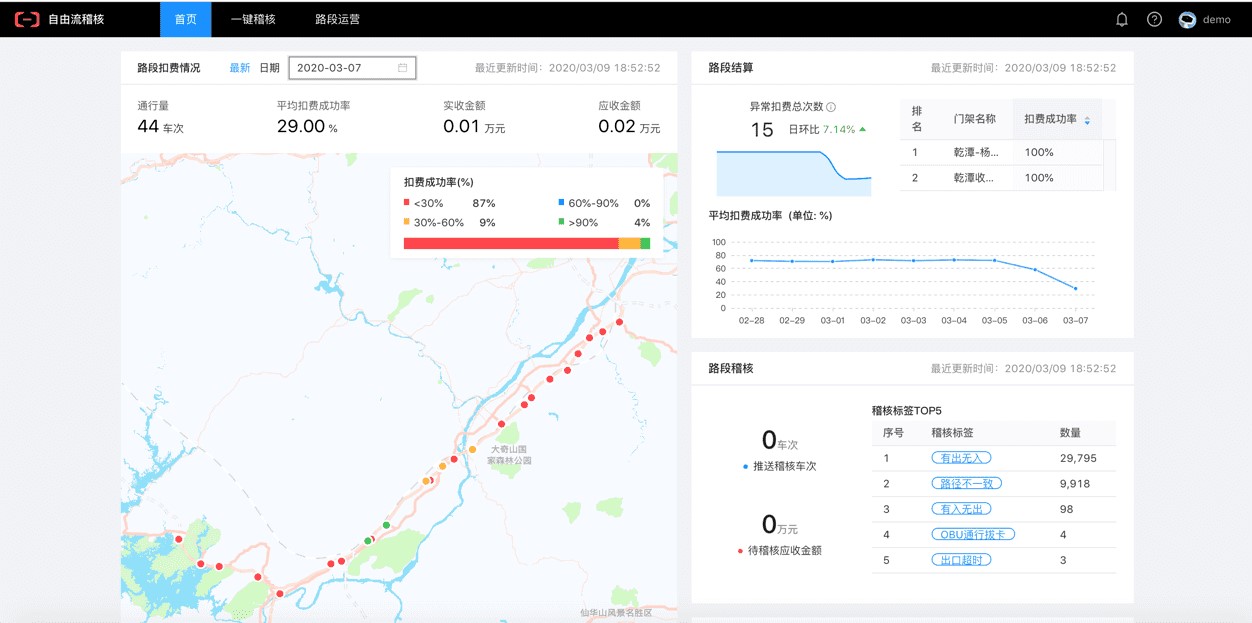 自由流稽核 首页 一键稽核 路段运营 demo
路段扣费情况 最新 日期 2020-03-07 最近更新时间：2020/03/09 18:52:52
通行量 平均扣费成功率 实收金额 应收金额
44 车次 29.00 % 0.01 万元 0.02 万元
扣费成功率(%)
<30% 87% 60%-90% 0%
30%-60% 9% >90% 4%
大奇山国
家森林公园
仙华山风景名胜区
路段结算 最近更新时间：2020/03/09 18:52:52
异常扣费总次数
15 日环比 7.14%
排名 门架名称 扣费成功率
1 乾潭-杨... 100%
2 乾潭收... 100%
平均扣费成功率（单位: %)
100
80
60
40
20
0
02-28 02-29 03-01 03-02 03-03 03-04 03-05 03-06 03-07
路段稽核 最近更新时间：2020/03/09 18:52:52
0车次
推送稽核车次
0万元
待稽核应收金额
稽核标签TOP5
序号 稽核标签 数量
1 有出无入 29,795
2 路径不一致 9,918
3 有入无出 98
4 OBU通行拔卡 4
5 出口超时 3